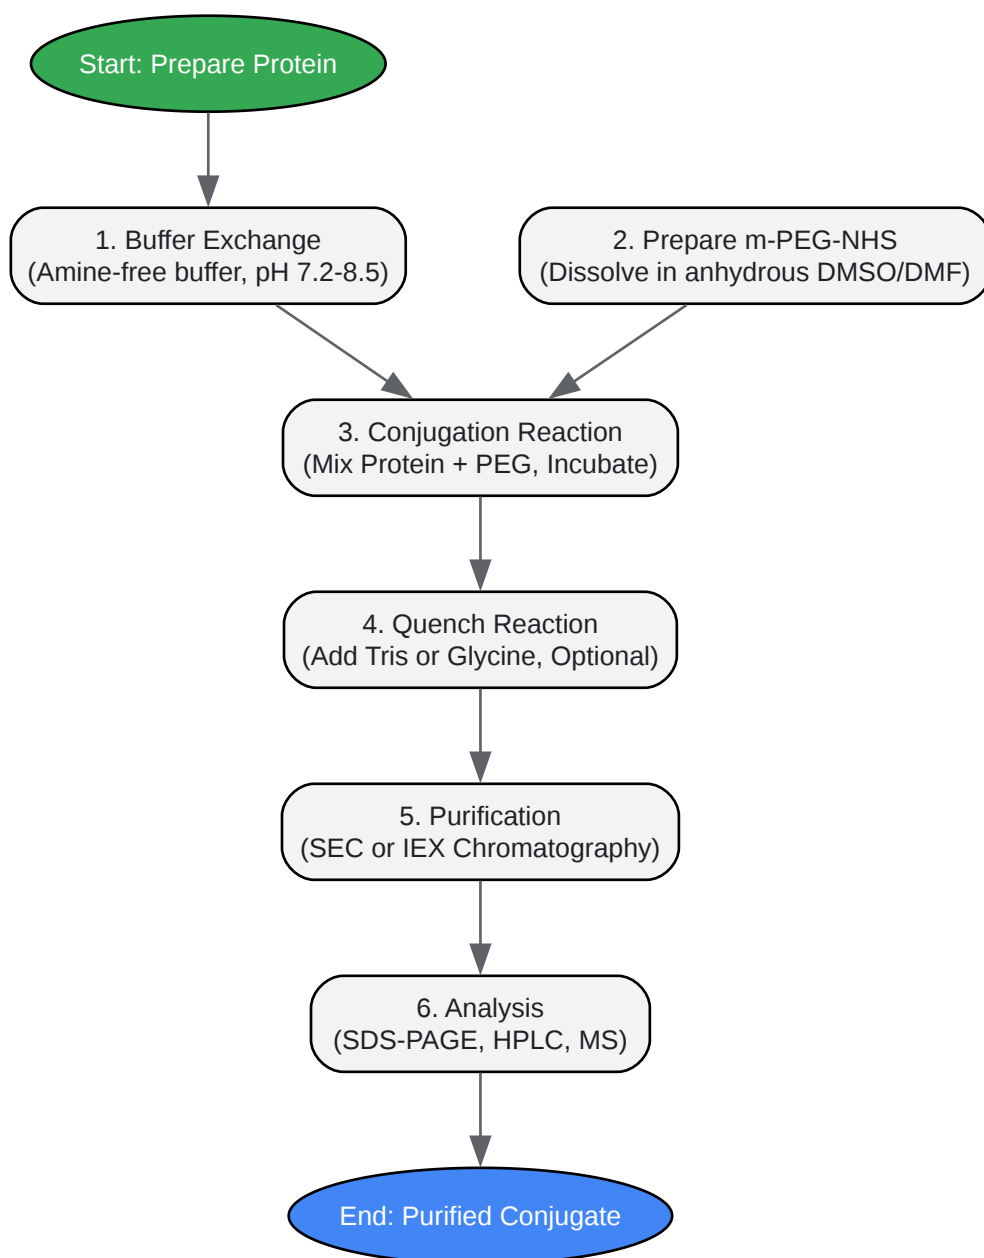 Start: Prepare Protein
1. Buffer Exchange
(Amine-free buffer, pH 7.2-8.5)
2. Prepare m-PEG-NHS
(Dissolve in anhydrous DMSO/DMF)
3. Conjugation Reaction
(Mix Protein + PEG, Incubate)
4. Quench Reaction
(Add Tris or Glycine, Optional)
5. Purification
(SEC or IEX Chromatography)
6. Analysis
(SDS-PAGE, HPLC, MS)
End: Purified Conjugate